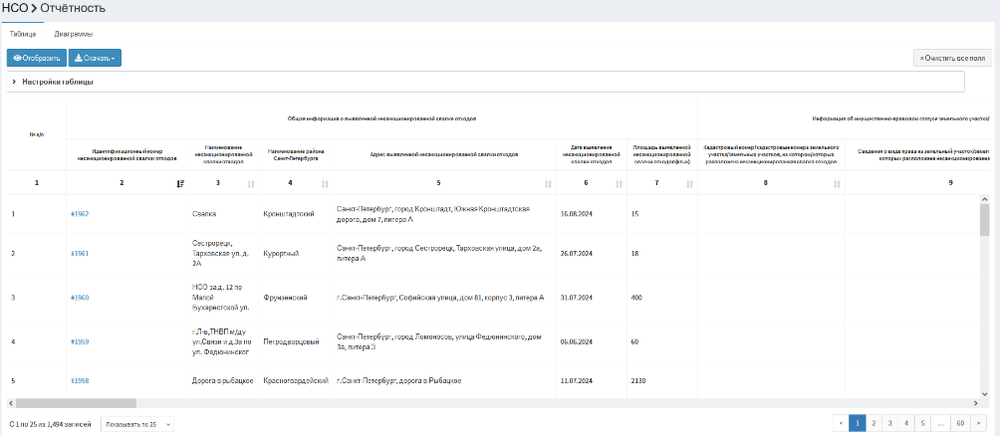 НСО > Отчётность
Таблица Диаграммы
Отобразить Скачать × Очистить все поля
> Настройки таблицы
№ п/п
Общая информация о выявленной несанкционированной свалке отходов
Информация об имущественно-правовом статусе земельного участка/
Идентификационный номер
несанкционированной свалки отходов
Наименование
несанкционированной
свалки отходов
Наименование района
Санкт-Петербурга
Адрес выявленной несанкционированной свалки отходов
Дата выявления
несанкционированной
свалки отходов
Площадь выявленной
несанкционированной
свалки отходов (кв.м)
Кадастровый номер/кадастровые номера земельного
участка/земельных участков, на котором/которых
расположена несанкционированная свалка отходов
Сведения о виде права на земельный участок/земел
которых расположена несанкционированная
1 2 3 4 5 6 7 8 9
1 #1962 Свалка Кронштадтский Санкт-Петербург, город Кронштадт, Южная Кронштадтская
дорога, дом 7, литера А 16.08.2024 15
2 #1961 Сестрорецк,
Тарховская ул. д.
2А Курортный Санкт-Петербург, город Сестрорецк, Тарховская улица, дом 2а,
литера А 26.07.2024 18
3 #1960 НСО за д. 12 по
Малой
Бухарестской ул. Фрунзенский г.Санкт-Петербург, Софийская улица, дом 81, корпус 3, литера А 31.07.2024 400
4 #1959 г.Л-в,ТНВП м/ду
ул.Связи и д.3а по
ул. Федюнинског Петродворцовый Санкт-Петербург, город Ломоносов, улица Федюнинского, дом
3а, литера З 06.06.2024 60
5 #1958 Дорога в рыбацкое Красногвардейский г.Санкт-Петербург, дорога в Рыбацкое 11.07.2024 2130
С 1 по 25 из 1,494 записей Показывать по 25 < 1 2 3 4 5 … 60 >